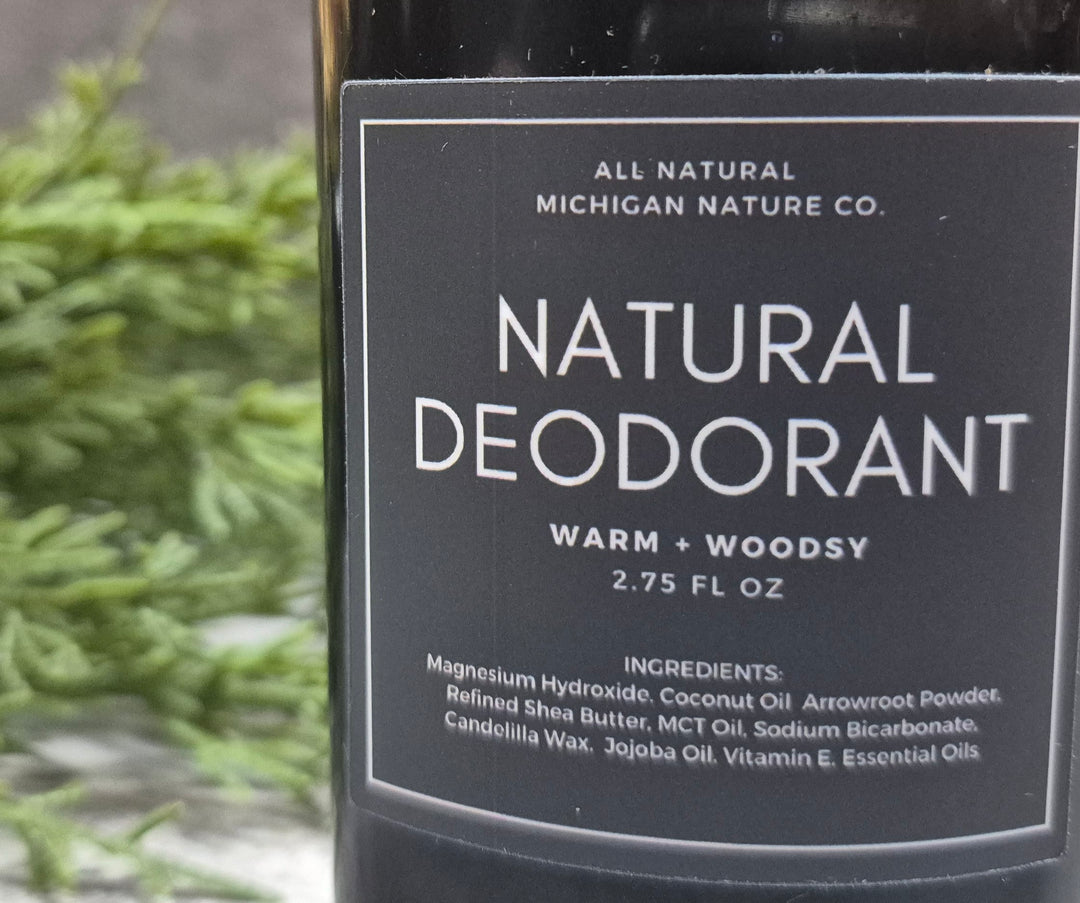 ALL NATURAL
MICHIGAN NATURE CO.
NATURAL
DEODORANT
WARM + WOODSY
2.75 FL OZ
INGREDIENTS:
Magnesium Hydroxide, Coconut Oil Arrowroot Powder,
Refined Shea Butter, MCT Oil, Sodium Bicarbonate,
Candelilla Wax, Jojoba Oil, Vitamin E, Essential Oils